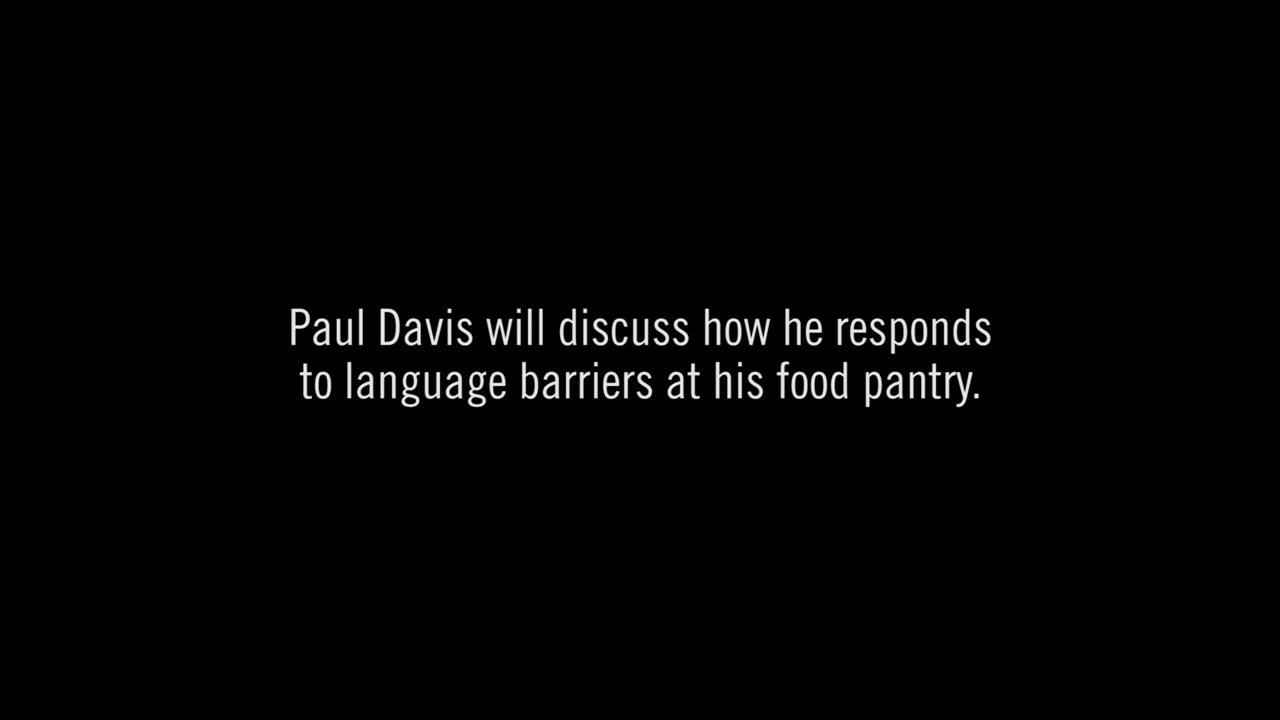 Paul Davis will discuss how he responds
to language barriers at his food pantry.